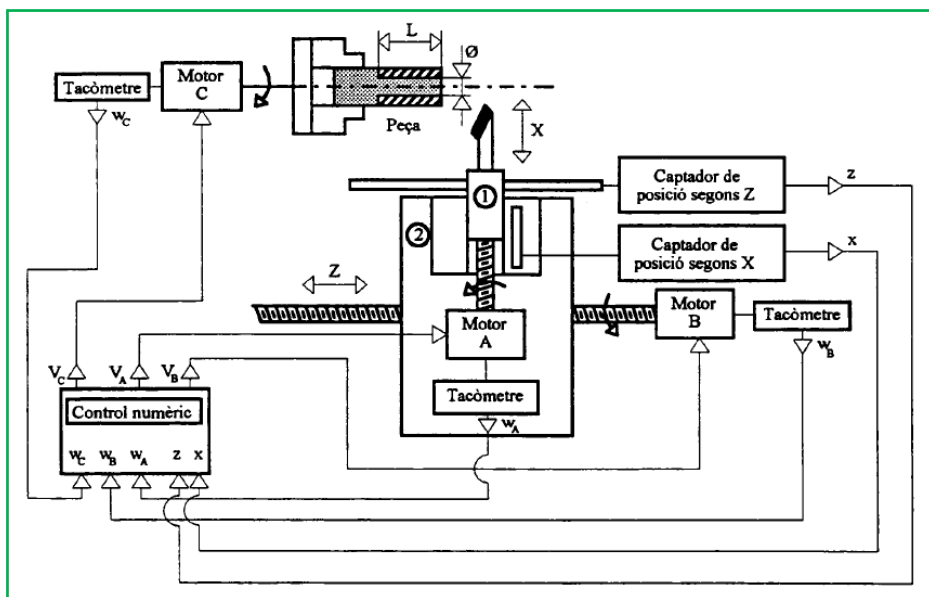 L
Ø
Tacòmetre
Motor
C
w_C
Peça
X
Captador de
posició segons Z
z
①
②
Captador de
posició segons X
x
Z
Motor
B
Tacòmetre
w_B
Motor
A
V_C
V_A
V_B
Tacòmetre
w_A
Control numèric
w_C w_B w_A z x